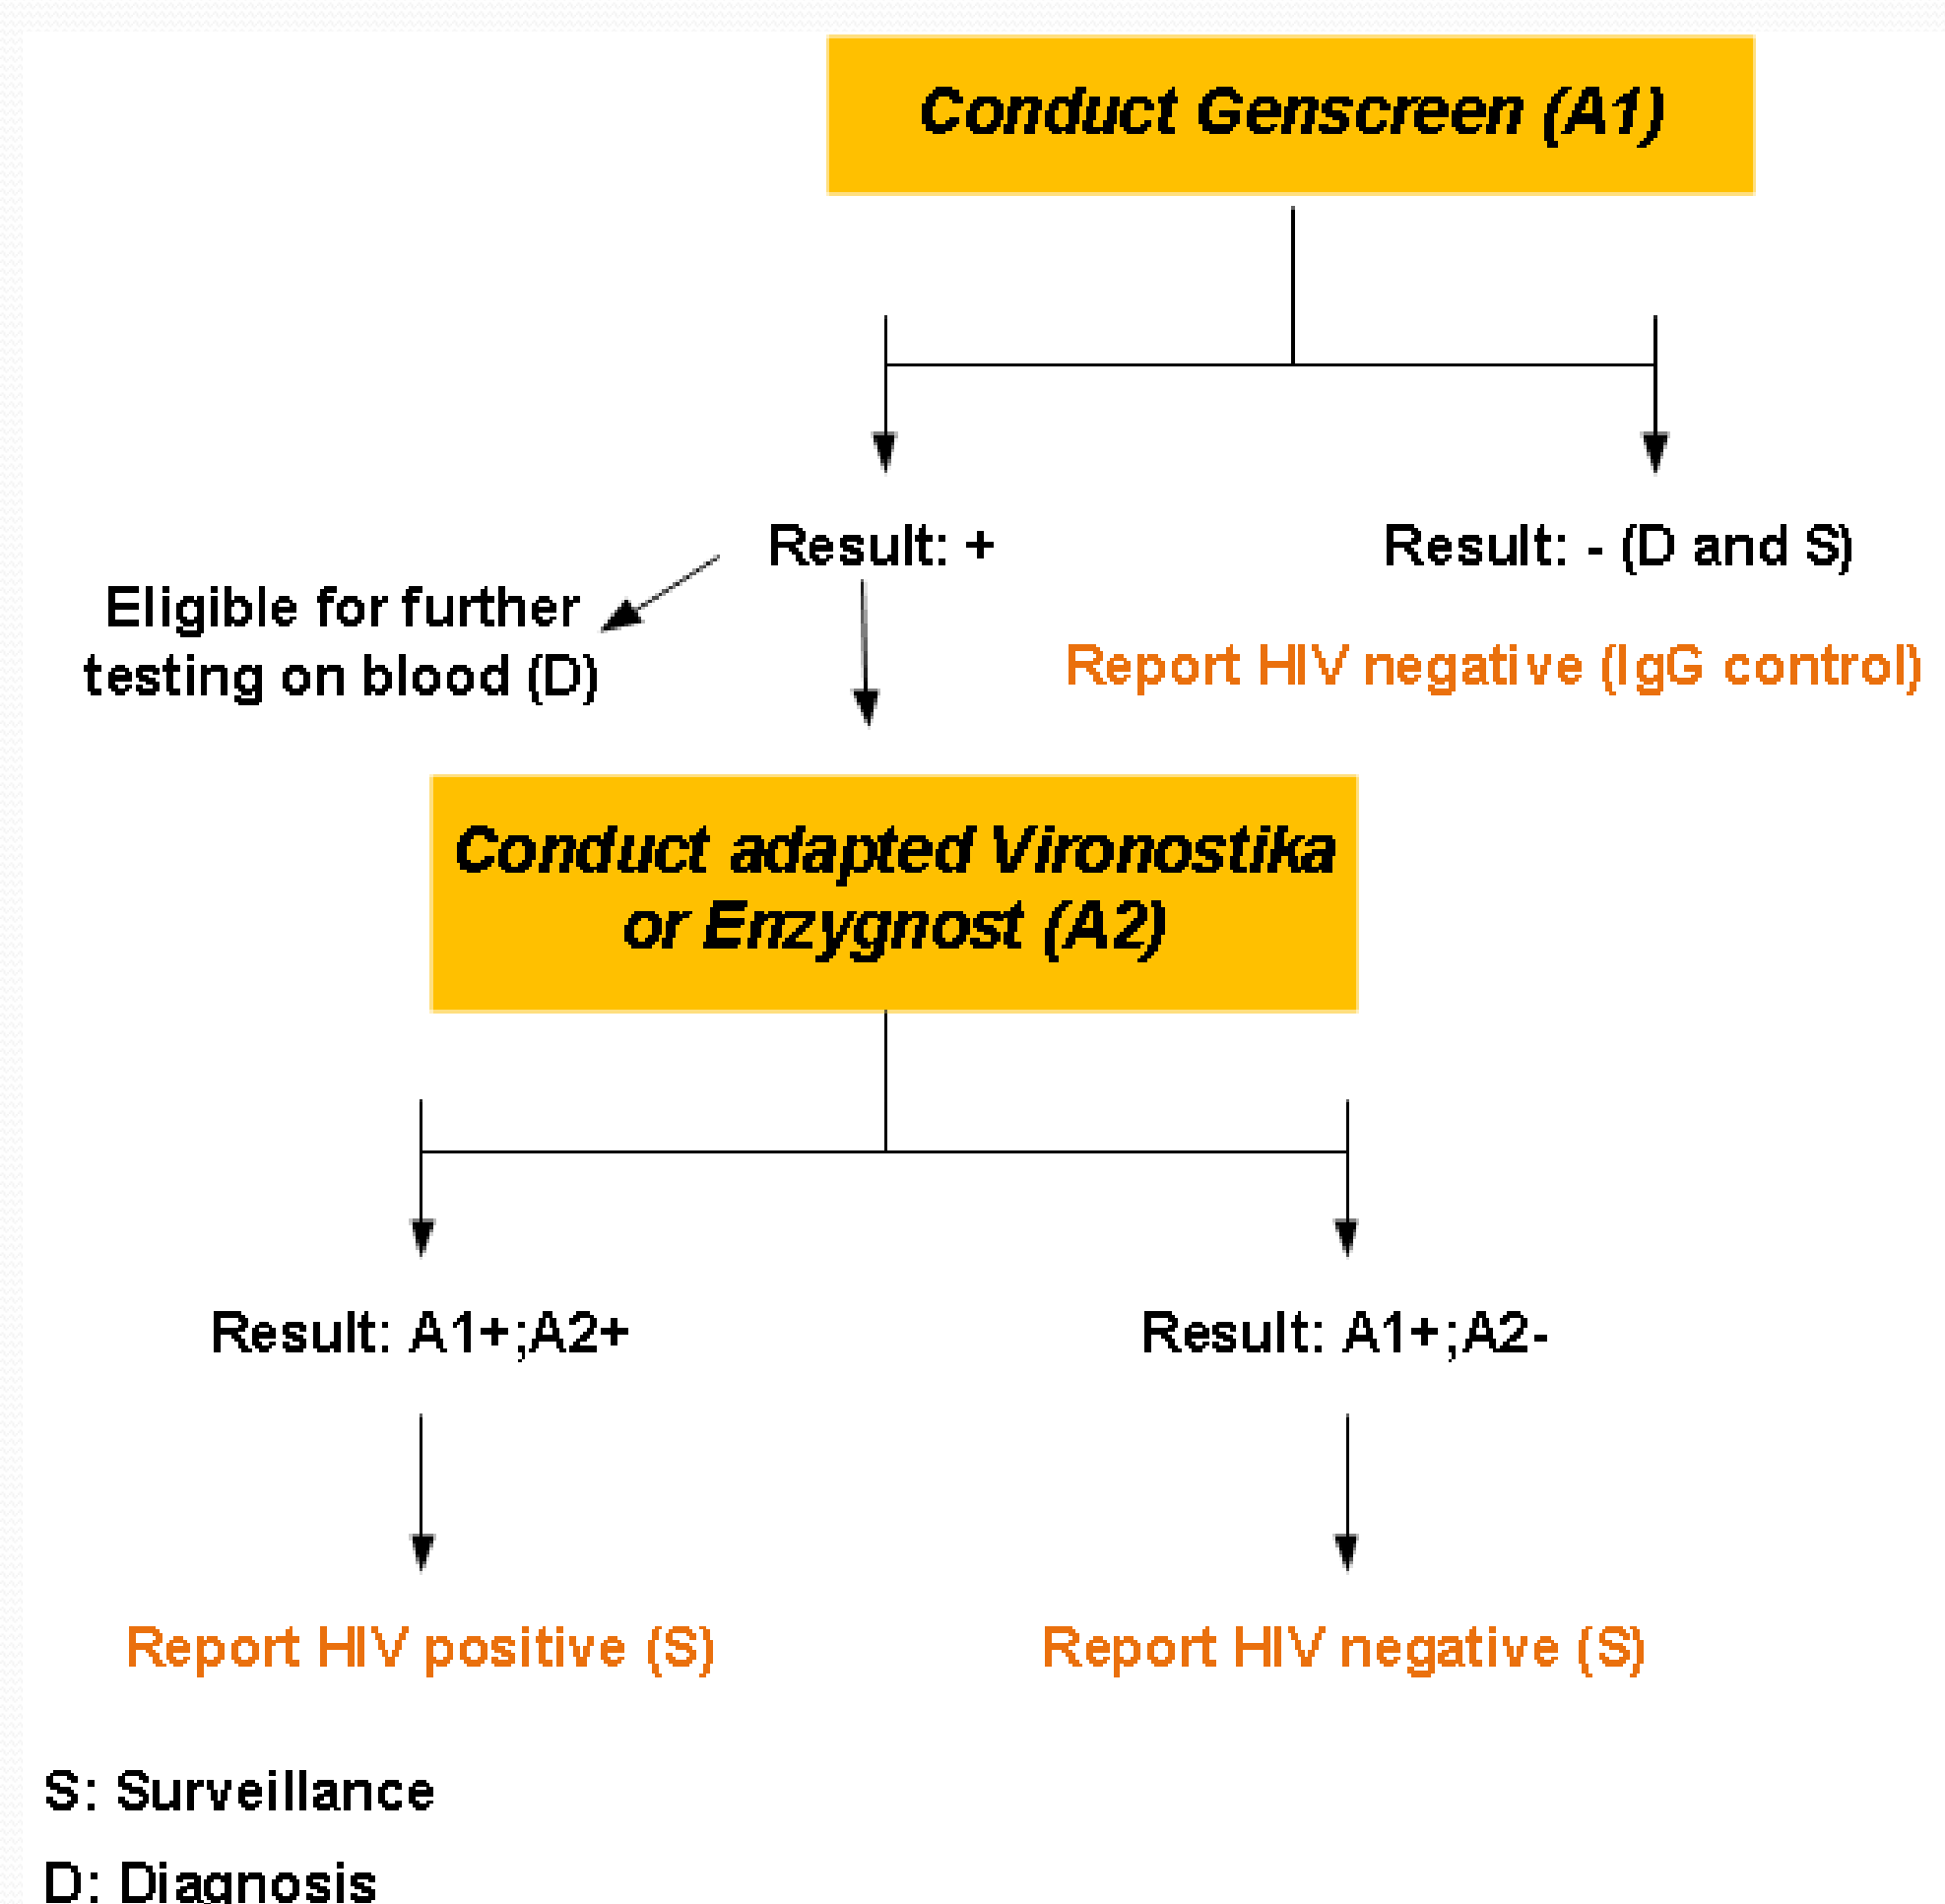 Conduct Genscreen (A1)
Result: +
Result: - (D and S)
Eligible for further
testing on blood (D)
Report HIV negative (IgG control)
Conduct adapted Vironostika
or Enzygnost (A2)
Result: A1+;A2+
Result: A1+;A2-
Report HIV positive (S)
Report HIV negative (S)
S: Surveillance
D: Diagnosis